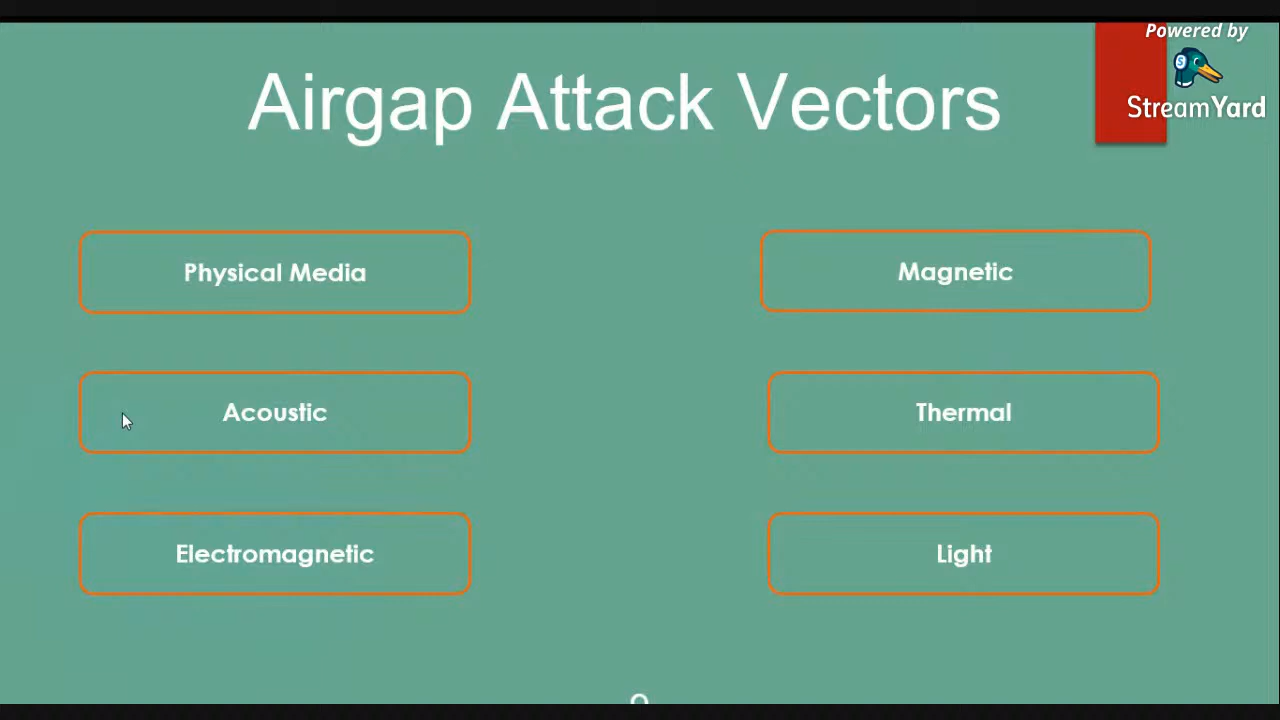 Powered by
StreamYard
Airgap Attack Vectors
Physical Media
Magnetic
Acoustic
Thermal
Electromagnetic
Light